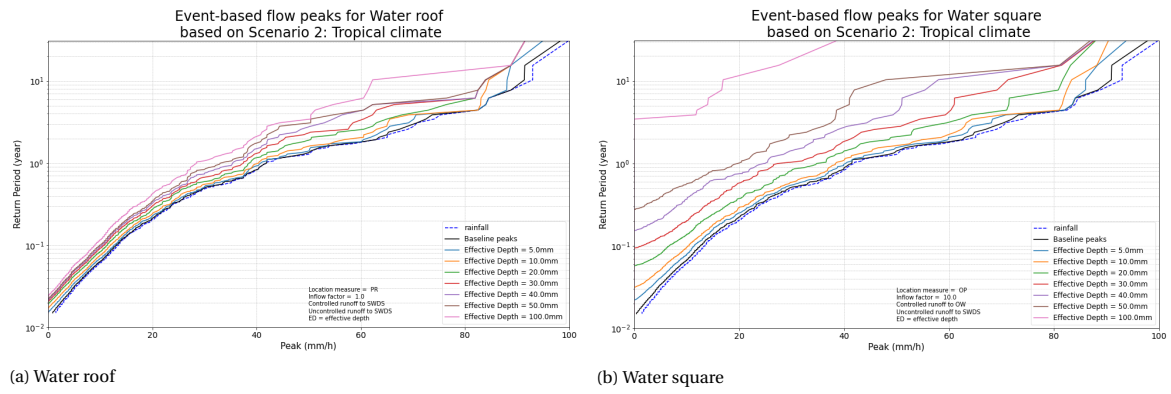 Event-based flow peaks for Water roof
based on Scenario 2: Tropical climate
Return Period (year)
10^1
10^0
10^-1
10^-2
rainfall
Baseline peaks
Effective Depth = 5.0mm
Effective Depth = 10.0mm
Effective Depth = 20.0mm
Effective Depth = 30.0mm
Effective Depth = 40.0mm
Effective Depth = 50.0mm
Effective Depth = 100.0mm
Location measure = PR
Inflow factor = 1.0
Controlled runoff to SWDS
Uncontrolled runoff to SWDS
ED = effective depth
0 20 40 60 80 100
Peak (mm/h)
(a) Water roof
Event-based flow peaks for Water square
based on Scenario 2: Tropical climate
Return Period (year)
10^1
10^0
10^-1
10^-2
rainfall
Baseline peaks
Effective Depth = 5.0mm
Effective Depth = 10.0mm
Effective Depth = 20.0mm
Effective Depth = 30.0mm
Effective Depth = 40.0mm
Effective Depth = 50.0mm
Effective Depth = 100.0mm
Location measure = OP
Inflow factor = 10.0
Controlled runoff to OW
Uncontrolled runoff to SWDS
ED = effective depth
0 20 40 60 80 100
Peak (mm/h)
(b) Water square